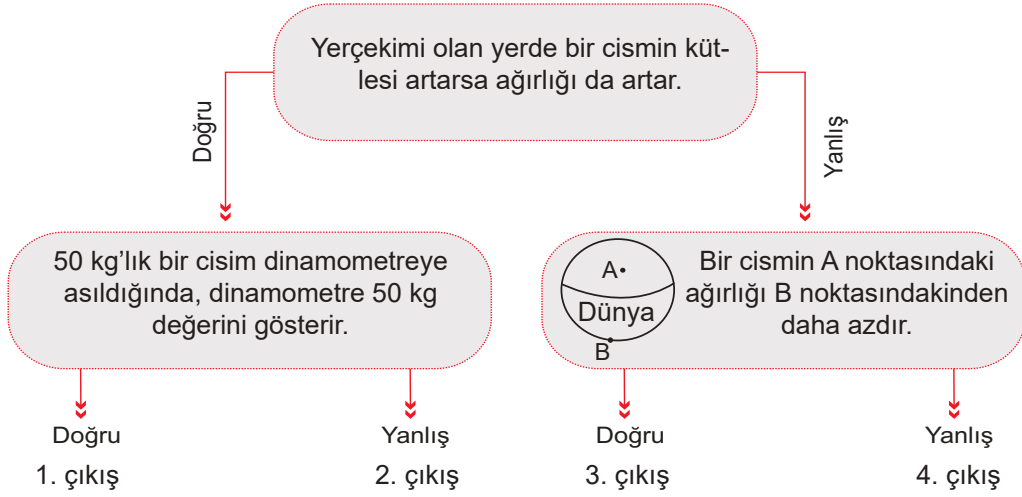 Yerçekimi olan yerde bir cismin küt-
lesi artarsa ağırlığı da artar.
Doğru
Yanlış
50 kg’lık bir cisim dinamometreye
asıldığında, dinamometre 50 kg
değerini gösterir.
A
Dünya
B
Bir cismin A noktasındaki
ağırlığı B noktasındakinden
daha azdır.
Doğru
Yanlış
Doğru
Yanlış
1. çıkış
2. çıkış
3. çıkış
4. çıkış